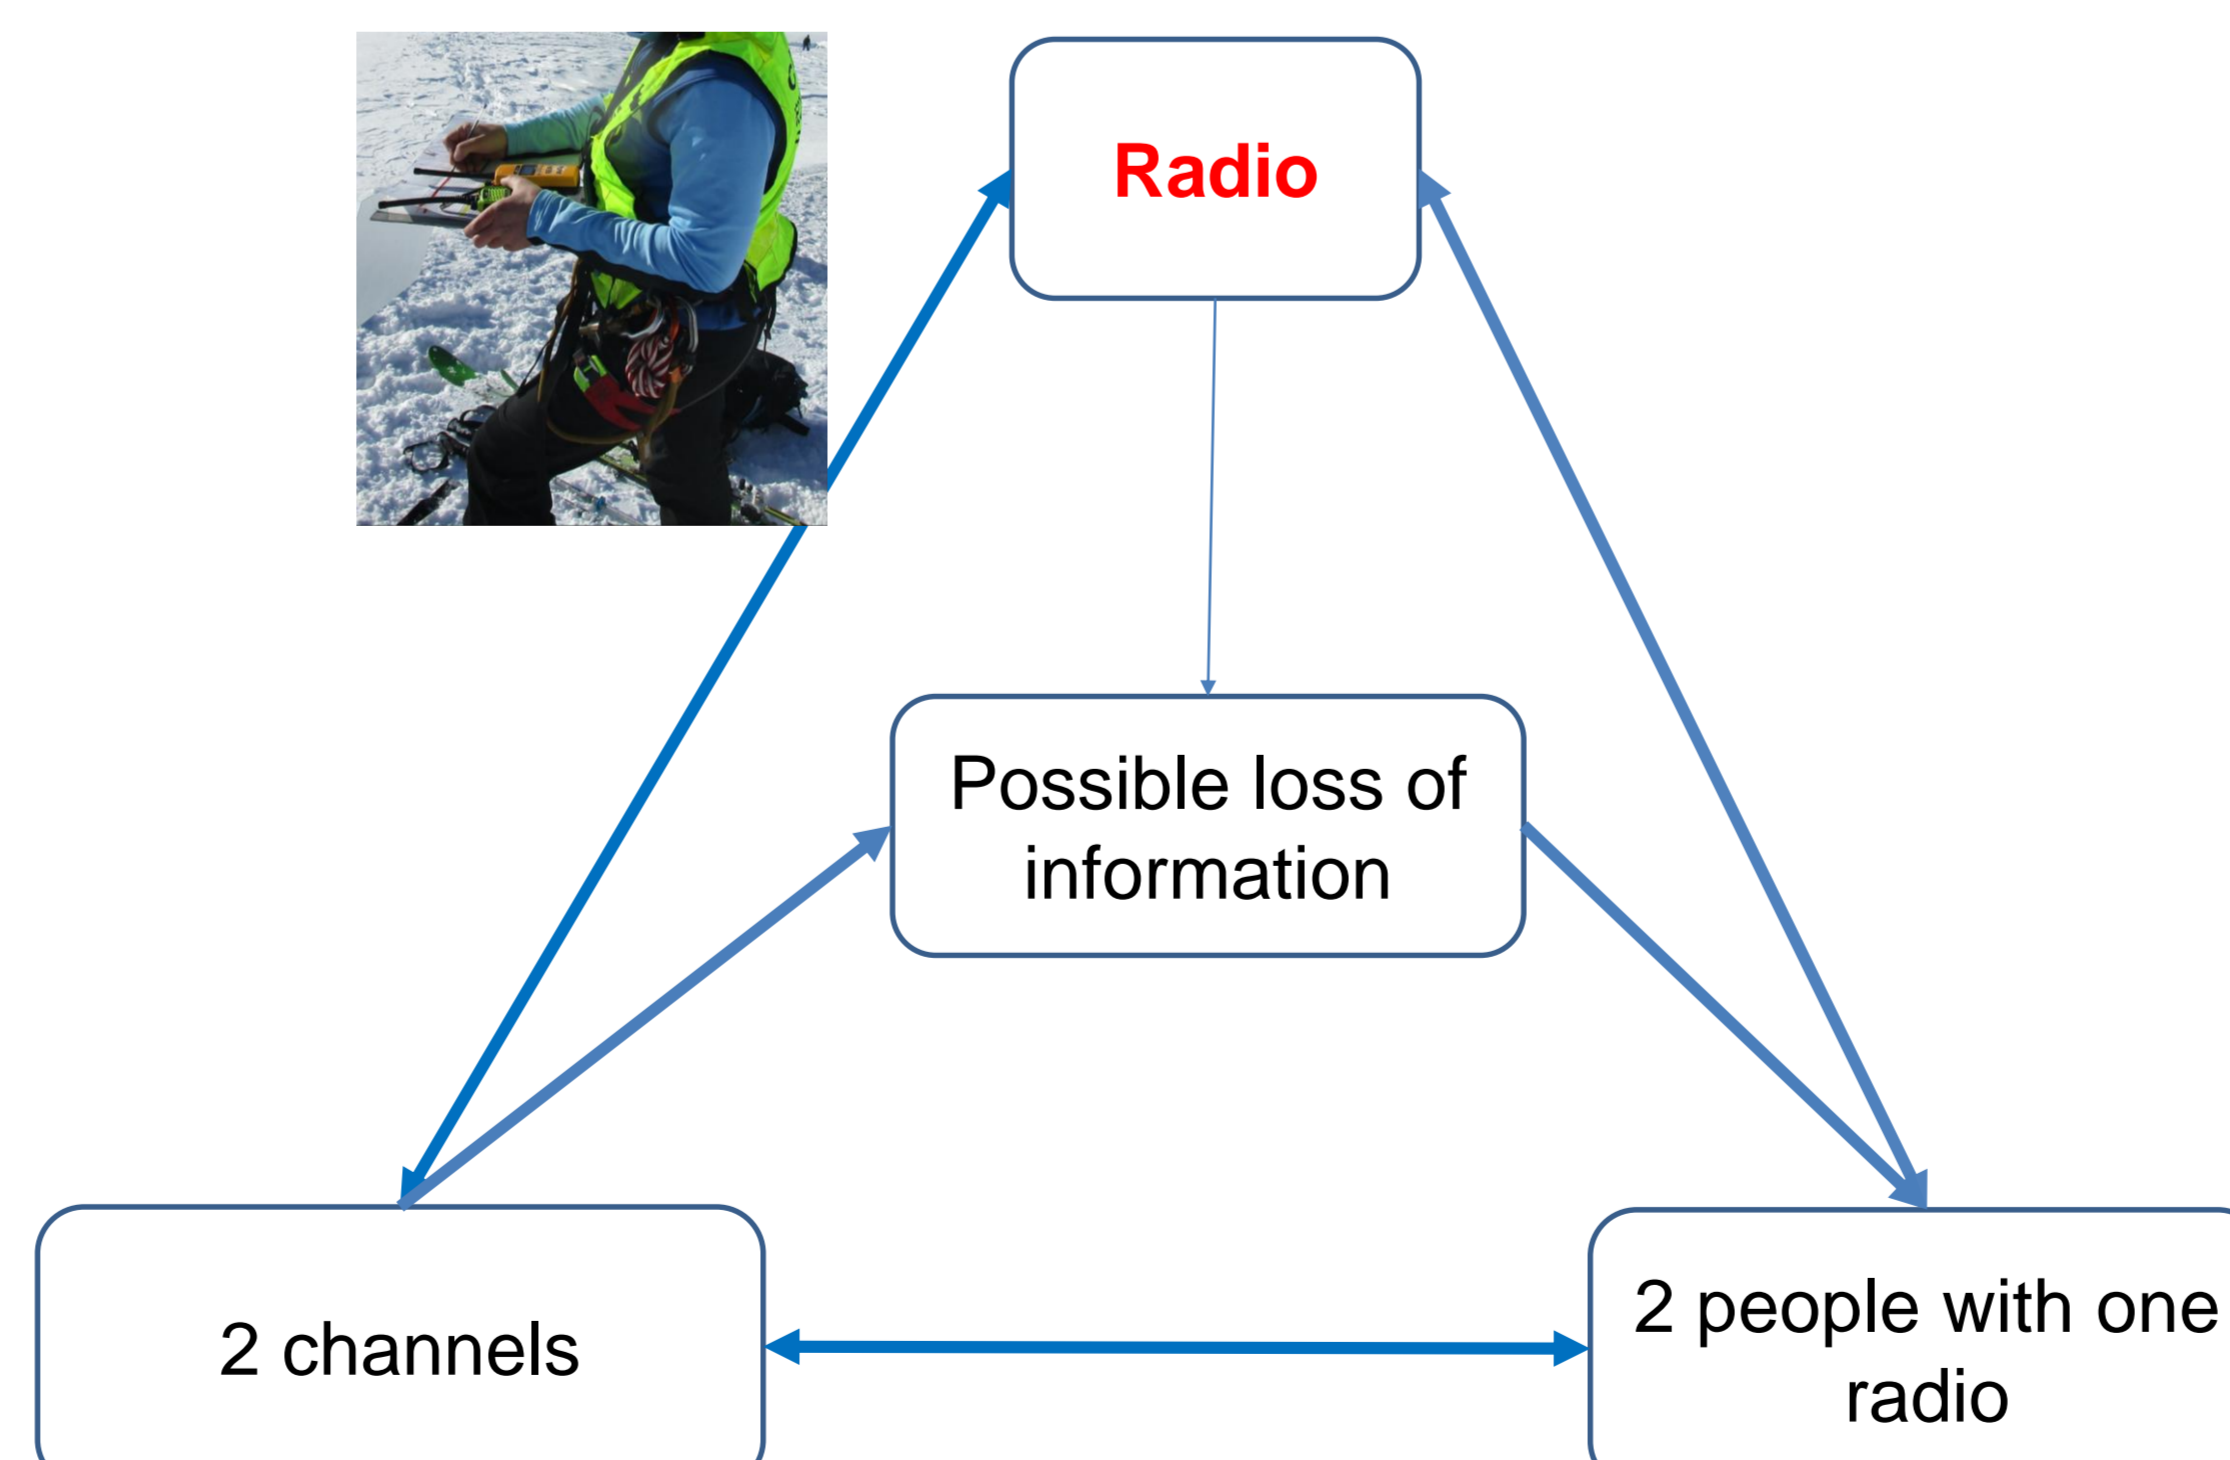 Radio
Possible loss of
information
2 channels
2 people with one
radio